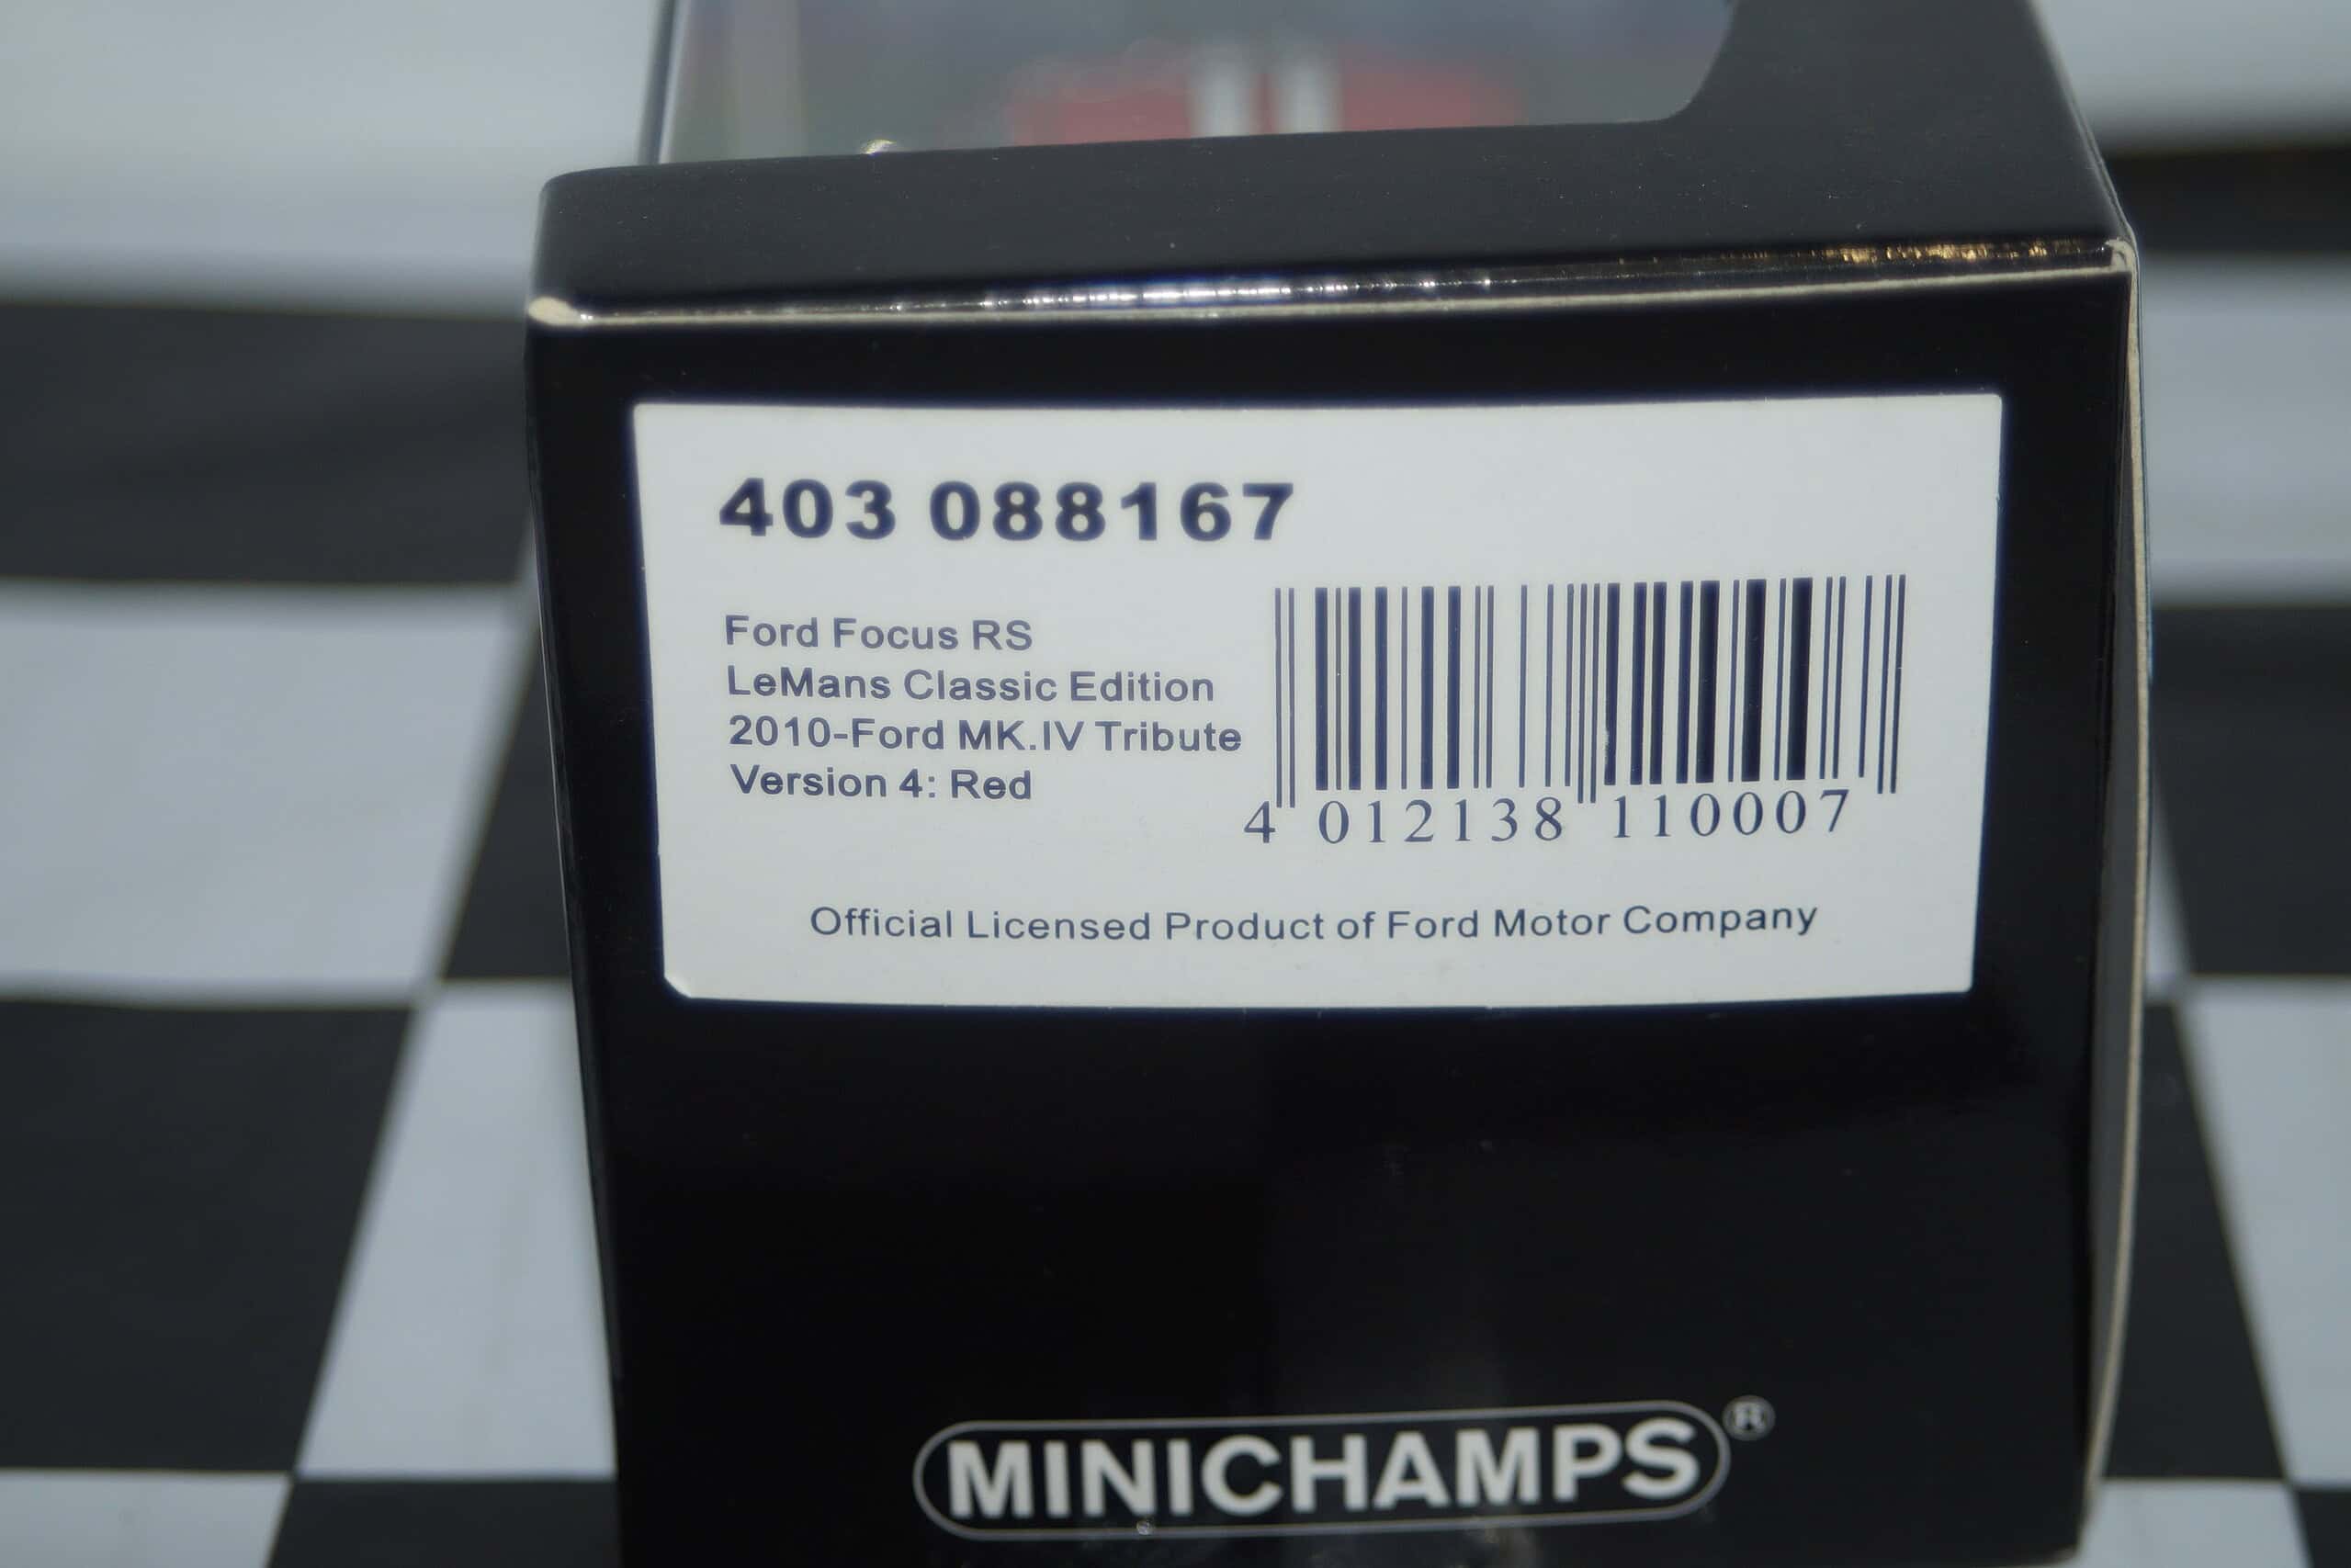 403 088167
Ford Focus RS
LeMans Classic Edition
2010-Ford MK.IV Tribute
Version 4: Red
4 012138 110007
Official Licensed Product of Ford Motor Company
MINICHAMPS®